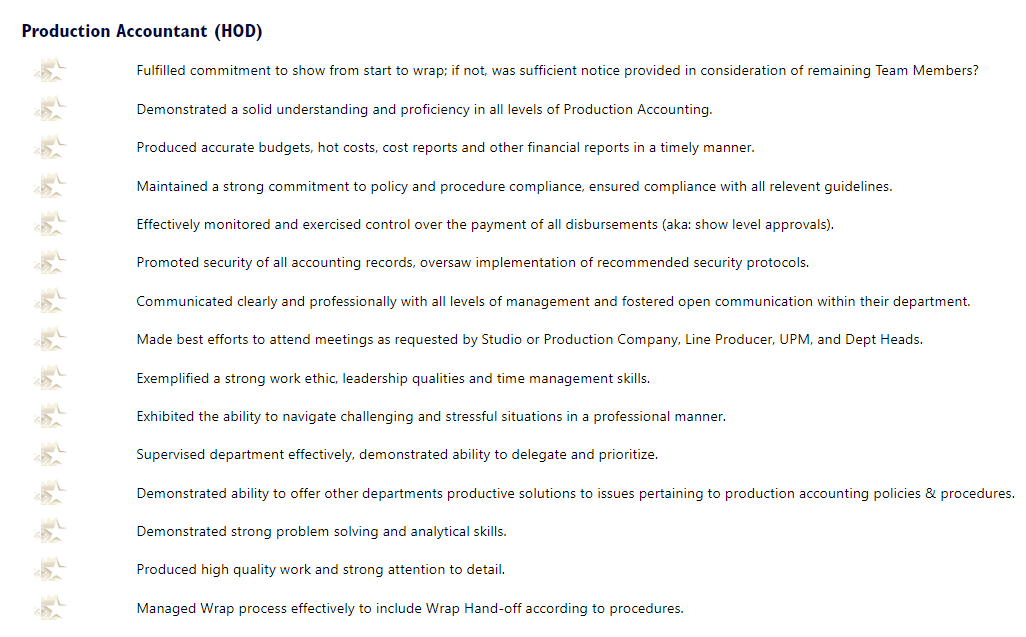 Production Accountant (HOD)
Fulfilled commitment to show from start to wrap; if not, was sufficient notice provided in consideration of remaining Team Members?
Demonstrated a solid understanding and proficiency in all levels of Production Accounting.
Produced accurate budgets, hot costs, cost reports and other financial reports in a timely manner.
Maintained a strong commitment to policy and procedure compliance, ensured compliance with all relevent guidelines.
Effectively monitored and exercised control over the payment of all disbursements (aka: show level approvals).
Promoted security of all accounting records, oversaw implementation of recommended security protocols.
Communicated clearly and professionally with all levels of management and fostered open communication within their department.
Made best efforts to attend meetings as requested by Studio or Production Company, Line Producer, UPM, and Dept Heads.
Exemplified a strong work ethic, leadership qualities and time management skills.
Exhibited the ability to navigate challenging and stressful situations in a professional manner.
Supervised department effectively, demonstrated ability to delegate and prioritize.
Demonstrated ability to offer other departments productive solutions to issues pertaining to production accounting policies & procedures.
Demonstrated strong problem solving and analytical skills.
Produced high quality work and strong attention to detail.
Managed Wrap process effectively to include Wrap Hand-off according to procedures.